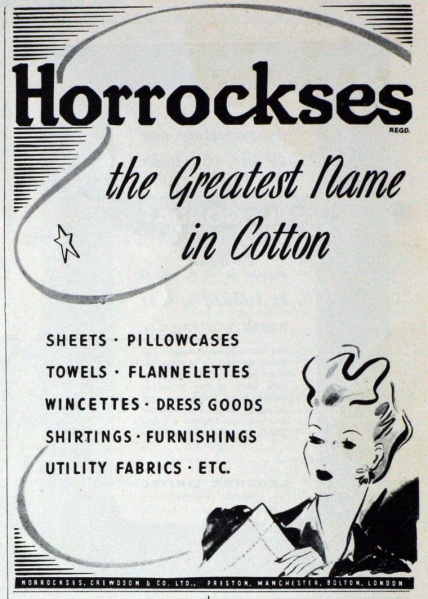 Horrockses
REGD.
the Greatest Name
in Cotton
SHEETS · PILLOWCASES
TOWELS · FLANNELETTES
WINCETTES · DRESS GOODS
SHIRTINGS · FURNISHINGS
UTILITY FABRICS · ETC.
HORROCKSES, CREWDSON & CO. LTD., PRESTON, MANCHESTER, BOLTON, LONDON